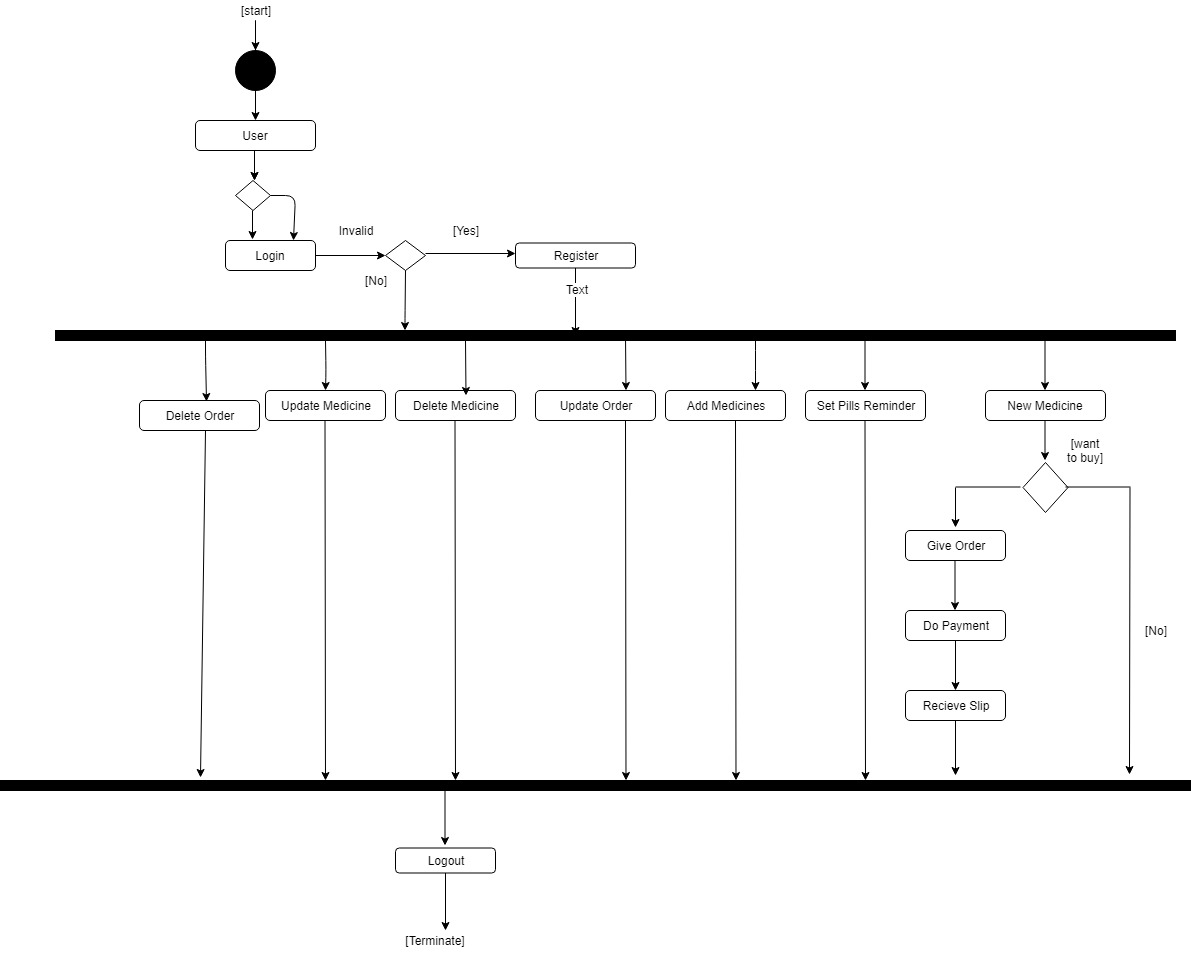 [start]
User
Login
Invalid
[Yes]
Register
[No]
Text
Delete Order
Update Medicine
Delete Medicine
Update Order
Add Medicines
Set Pills Reminder
New Medicine
[want
to buy]
Give Order
Do Payment
[No]
Recieve Slip
Logout
[Terminate]